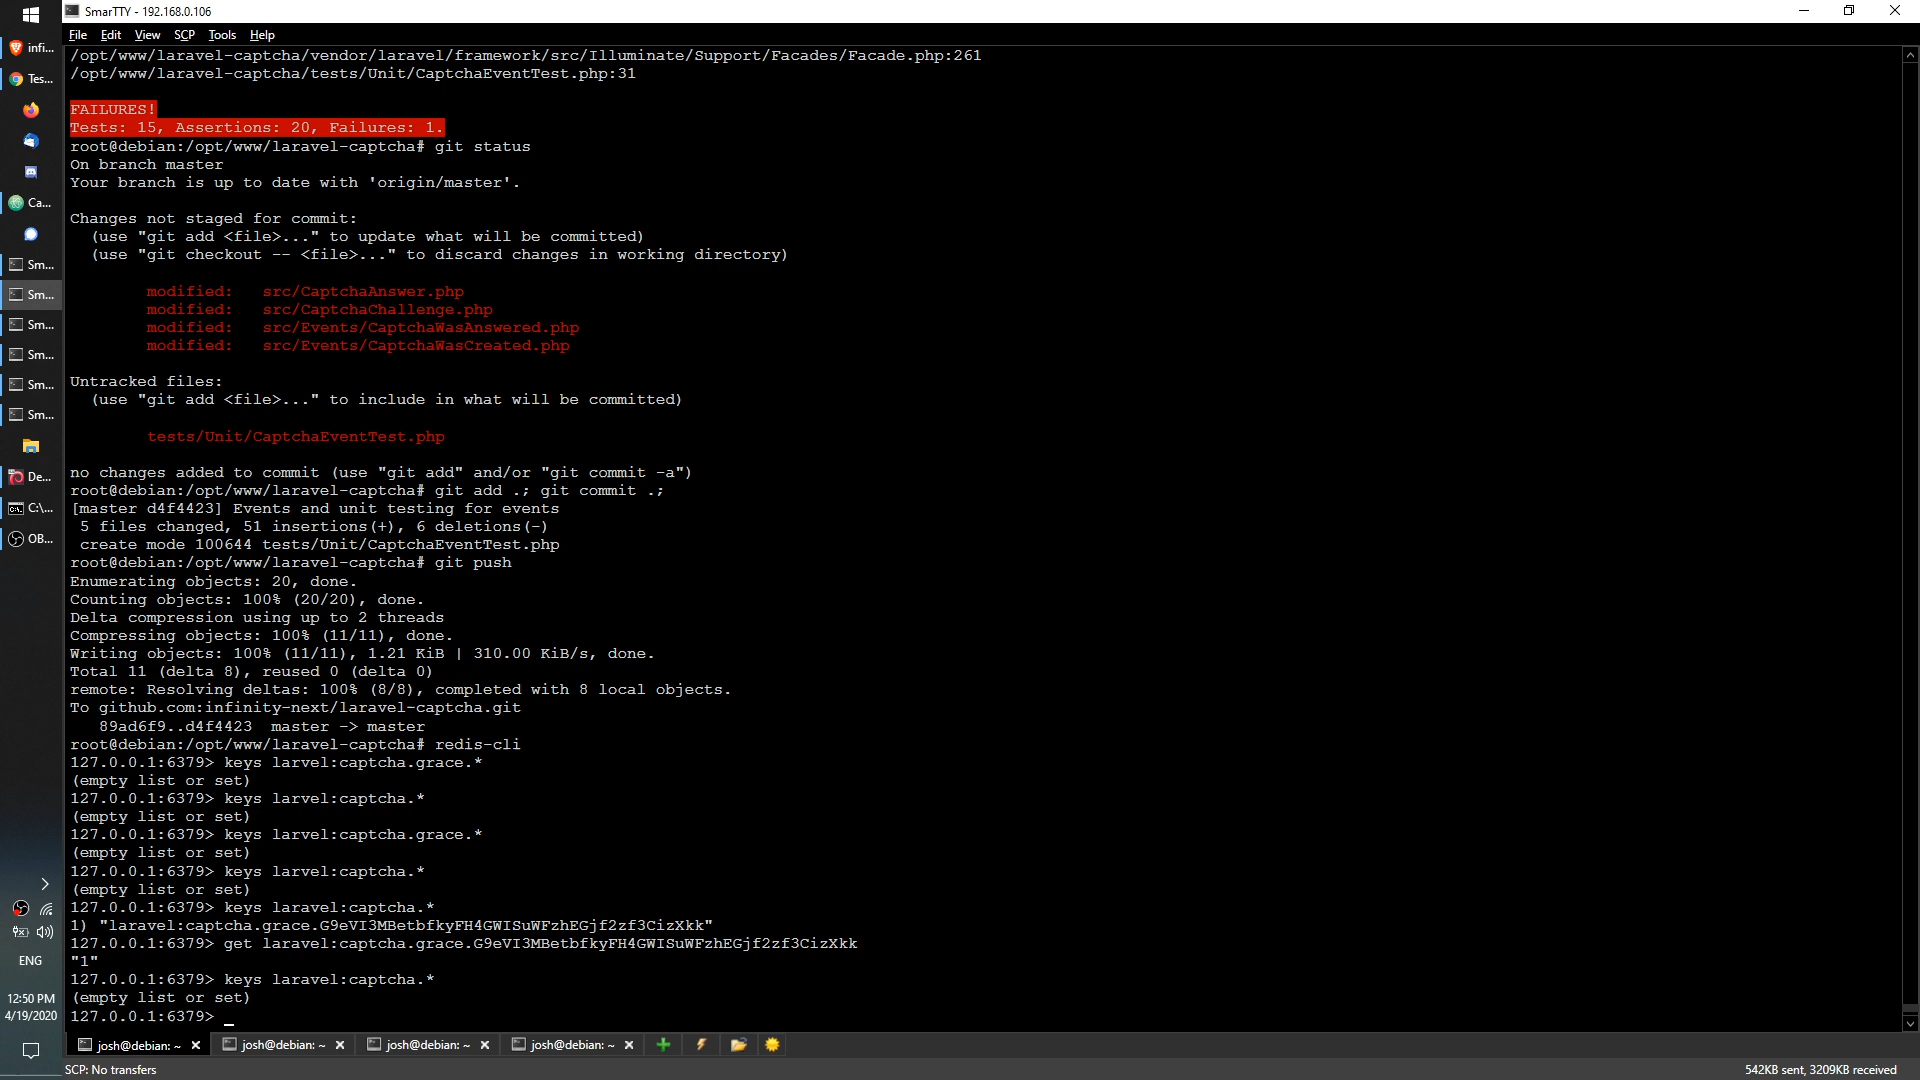 SmarTTY - 192.168.0.106
File Edit View SCP Tools Help
/opt/www/laravel-captcha/vendor/laravel/framework/src/Illuminate/Support/Facades/Facade.php:261
/opt/www/laravel-captcha/tests/Unit/CaptchaEventTest.php:31
FAILURES!
Tests: 15, Assertions: 20, Failures: 1.
root@debian:/opt/www/laravel-captcha# git status
On branch master
Your branch is up to date with 'origin/master'.
Changes not staged for commit:
(use "git add <file>..." to update what will be committed)
(use "git checkout -- <file>..." to discard changes in working directory)
modified:   src/CaptchaAnswer.php
modified:   src/CaptchaChallenge.php
modified:   src/Events/CaptchaWasAnswered.php
modified:   src/Events/CaptchaWasCreated.php
Untracked files:
(use "git add <file>..." to include in what will be committed)
tests/Unit/CaptchaEventTest.php
no changes added to commit (use "git add" and/or "git commit -a")
root@debian:/opt/www/laravel-captcha# git add .; git commit .;
[master d4f4423] Events and unit testing for events
5 files changed, 51 insertions(+), 6 deletions(-)
create mode 100644 tests/Unit/CaptchaEventTest.php
root@debian:/opt/www/laravel-captcha# git push
Enumerating objects: 20, done.
Counting objects: 100% (20/20), done.
Delta compression using up to 2 threads
Compressing objects: 100% (11/11), done.
Writing objects: 100% (11/11), 1.21 KiB | 310.00 KiB/s, done.
Total 11 (delta 8), reused 0 (delta 0)
remote: Resolving deltas: 100% (8/8), completed with 8 local objects.
To github.com:infinity-next/laravel-captcha.git
89ad6f9..d4f4423  master -> master
root@debian:/opt/www/laravel-captcha# redis-cli
127.0.0.1:6379> keys larvel:captcha.grace.*
(empty list or set)
127.0.0.1:6379> keys larvel:captcha.*
(empty list or set)
127.0.0.1:6379> keys larvel:captcha.grace.*
(empty list or set)
127.0.0.1:6379> keys larvel:captcha.*
(empty list or set)
127.0.0.1:6379> keys laravel:captcha.*
1) "laravel:captcha.grace.G9eVI3MBetbfkyFH4GWISuWFzhEGjf2zf3CizXkk"
127.0.0.1:6379> get laravel:captcha.grace.G9eVI3MBetbfkyFH4GWISuWFzhEGjf2zf3CizXkk
"1"
127.0.0.1:6379> keys laravel:captcha.*
(empty list or set)
127.0.0.1:6379> _
josh@debian: ~ josh@debian: ~ josh@debian: ~ josh@debian: ~
SCP: No transfers
542KB sent, 3209KB received
infi...
Tes...
Ca...
Sm...
Sm...
Sm...
Sm...
Sm...
Sm...
De...
C:\...
OB...
ENG
12:50 PM
4/19/2020